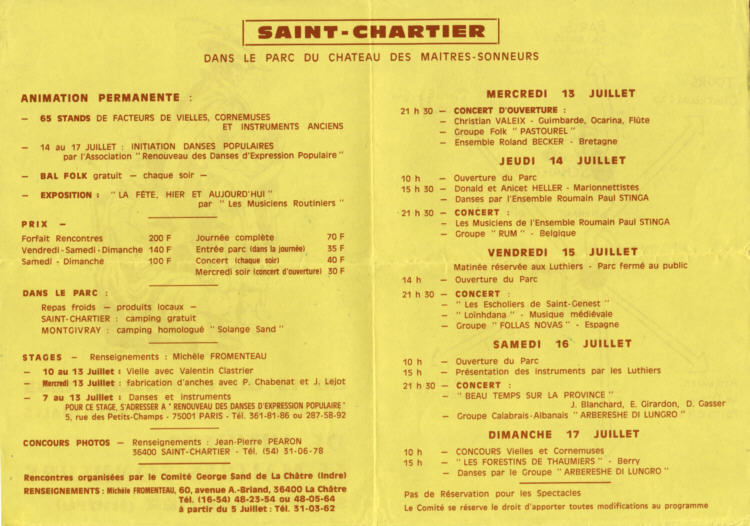 SAINT-CHARTIER
DANS LE PARC DU CHATEAU DES MAITRES-SONNEURS
ANIMATION PERMANENTE :
— 65 STANDS DE FACTEURS DE VIELLES, CORNEMUSES
ET INSTRUMENTS ANCIENS
— 14 au 17 JUILLET : INITIATION DANSES POPULAIRES
par l'Association "Renouveau des Danses d'Expression Populaire"
— BAL FOLK gratuit — chaque soir —
— EXPOSITION : "LA FÊTE, HIER ET AUJOURD'HUI"
par "Les Musiciens Routiniers"
PRIX —
Forfait Rencontres 200 F
Vendredi-Samedi-Dimanche 140 F
Samedi - Dimanche 100 F
Journée complète 70 F
Entrée parc (dans la journée) 35 F
Concert (chaque soir) 40 F
Mercredi soir (concert d'ouverture) 30 F
DANS LE PARC :
Repas froids — produits locaux —
SAINT-CHARTIER : camping gratuit
MONTGIVRAY : camping homologué "Solange Sand"
STAGES — Renseignements : Michèle FROMENTEAU
— 10 au 13 Juillet : Vielle avec Valentin Clastrier
— Mercredi 13 Juillet : fabrication d'anches avec P. Chabenat et J. Lejot
— 7 au 13 Juillet : Danses et instruments
POUR CE STAGE, S'ADRESSER A "RENOUVEAU DES DANSES D'EXPRESSION POPULAIRE"
5, rue des Petits-Champs - 75001 PARIS - Tél. 361-81-86 ou 287-58-92
CONCOURS PHOTOS — Renseignements : Jean-Pierre PEARON
36400 SAINT-CHARTIER - Tél. (54) 31-06-78
Rencontres organisées par le Comité George Sand de La Châtre (Indre)
RENSEIGNEMENTS : Michèle FROMENTEAU, 60, avenue A.-Briand, 36400 La Châtre
Tél. (16-54) 48-23-54 ou 48-05-64
à partir du 5 Juillet : Tél. 31-03-62
MERCREDI 13 JUILLET
21 h 30 — CONCERT D'OUVERTURE :
— Christian VALEIX - Guimbarde, Ocarina, Flûte
— Groupe Folk "PASTOUREL"
— Ensemble Roland BECKER - Bretagne
JEUDI 14 JUILLET
10 h — Ouverture du Parc
15 h 30 — Donald et Anicet HELLER - Marionnettistes
— Danses par l'Ensemble Roumain Paul STINGA
21 h 30 — CONCERT :
— Les Musiciens de l'Ensemble Roumain Paul STINGA
— Groupe "RUM" - Belgique
VENDREDI 15 JUILLET
Matinée réservée aux Luthiers - Parc fermé au public
14 h — Ouverture du Parc
21 h 30 — CONCERT :
— "Les Escholiers de Saint-Genest"
— "Loïnhdana" - Musique médiévale
— Groupe "FOLLAS NOVAS" - Espagne
SAMEDI 16 JUILLET
10 h — Ouverture du Parc
15 h — Présentation des instruments par les Luthiers
21 h 30 — CONCERT :
— "BEAU TEMPS SUR LA PROVINCE"
J. Blanchard, E. Girardon, D. Gasser
— Groupe Calabrais-Albanais "ARBERESHE DI LUNGRO"
DIMANCHE 17 JUILLET
10 h — CONCOURS Vielles et Cornemuses
15 h — "LES FORESTINS DE THAUMIERS" - Berry
— Danses par le Groupe "ARBERESHE DI LUNGRO"
Pas de Réservation pour les Spectacles
Le Comité se réserve le droit d'apporter toutes modifications au programme